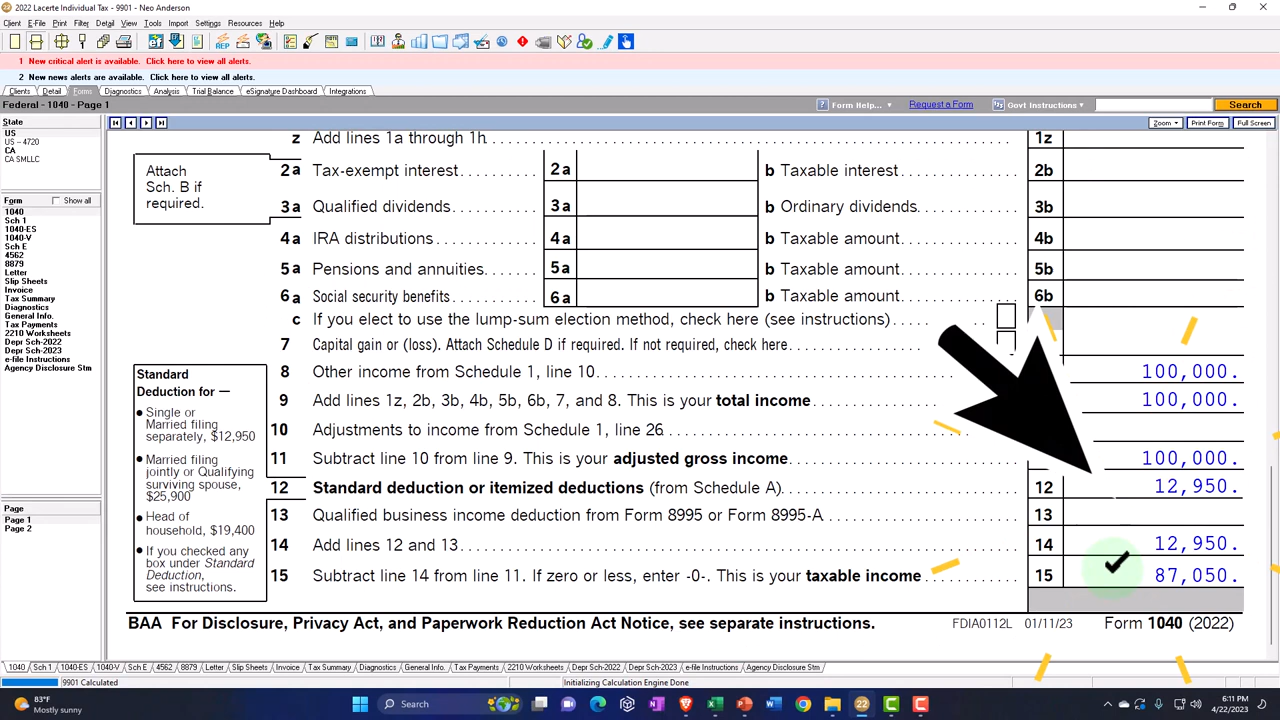 2022 Lacerte Individual Tax - 9901 - Neo Anderson
Client E-File Print Filter Detail View Tools Import Settings Resources Help
1 New critical alert is available. Click here to view all alerts.
2 New news alerts are available. Click here to view all alerts.
Clients Detail Forms Diagnostics Analysis Trial Balance eSignature Dashboard Integrations
Federal - 1040 - Page 1 Form Help... Request a Form Govt Instructions Search
State
US
US - 4720
CA
CA SMLLC
Form Show all
1040
Sch 1
1040-ES
1040-V
Sch E
4562
8879
Letter
Slip Sheets
Invoice
Tax Summary
Diagnostics
General Info.
Tax Payments
2210 Worksheets
Depr Sch-2022
Depr Sch-2023
e-file Instructions
Agency Disclosure Stm
Page
Page 1
Page 2
Zoom Print Form Full Screen
z Add lines 1a through 1h 1z
Attach
Sch. B if
required.
2a Tax-exempt interest 2a b Taxable interest 2b
3a Qualified dividends 3a b Ordinary dividends 3b
4a IRA distributions 4a b Taxable amount 4b
5a Pensions and annuities 5a b Taxable amount 5b
6a Social security benefits 6a b Taxable amount 6b
c If you elect to use the lump-sum election method, check here (see instructions)
7 Capital gain or (loss). Attach Schedule D if required. If not required, check here
8 Other income from Schedule 1, line 10 100,000.
9 Add lines 1z, 2b, 3b, 4b, 5b, 6b, 7, and 8. This is your total income 100,000.
10 Adjustments to income from Schedule 1, line 26
11 Subtract line 10 from line 9. This is your adjusted gross income 100,000.
12 Standard deduction or itemized deductions (from Schedule A) 12 12,950.
13 Qualified business income deduction from Form 8995 or Form 8995-A 13
14 Add lines 12 and 13 14 12,950.
15 Subtract line 14 from line 11. If zero or less, enter -0-. This is your taxable income 15 87,050.
Standard
Deduction for —
• Single or
Married filing
separately, $12,950
• Married filing
jointly or Qualifying
surviving spouse,
$25,900
• Head of
household, $19,400
• If you checked any
box under Standard
Deduction,
see instructions.
BAA For Disclosure, Privacy Act, and Paperwork Reduction Act Notice, see separate instructions. FDIA0112L 01/11/23 Form 1040 (2022)
1040 Sch 1 1040-ES 1040-V Sch E 4562 8879 Letter Slip Sheets Invoice Tax Summary Diagnostics General Info. Tax Payments 2210 Worksheets Depr Sch-2022 Depr Sch-2023 e-file Instructions Agency Disclosure Stm
9901 Calculated Initializing Calculation Engine Done
83°F
Mostly sunny
Search
6:11 PM
4/22/2023